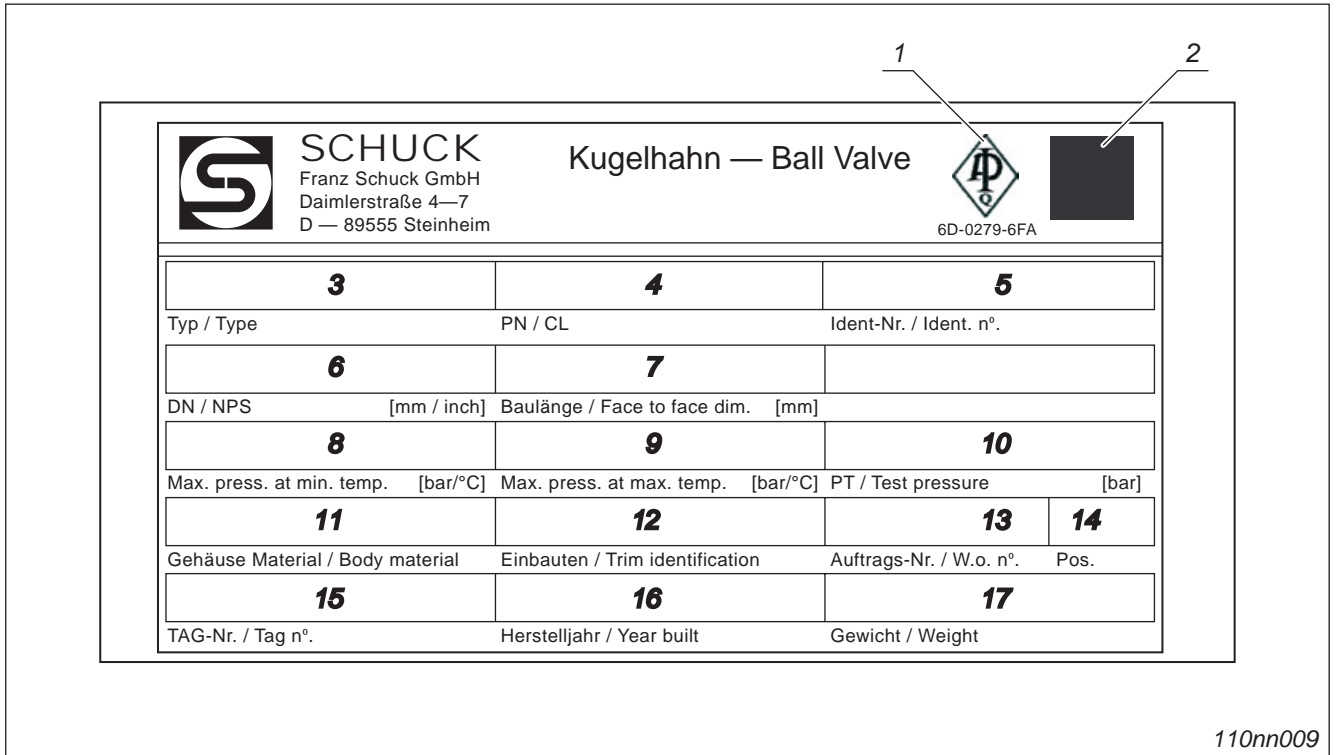 1 2
SCHUCK
Franz Schuck GmbH
Daimlerstraße 4—7
D — 89555 Steinheim
Kugelhahn — Ball Valve
API
Q
6D-0279-6FA
3 4 5
Typ / Type PN / CL Ident-Nr. / Ident. nº.
6 7
DN / NPS [mm / inch] Baulänge / Face to face dim. [mm]
8 9 10
Max. press. at min. temp. [bar/°C] Max. press. at max. temp. [bar/°C] PT / Test pressure [bar]
11 12 13 14
Gehäuse Material / Body material Einbauten / Trim identification Auftrags-Nr. / W.o. nº. Pos.
15 16 17
TAG-Nr. / Tag nº. Herstelljahr / Year built Gewicht / Weight
110nn009